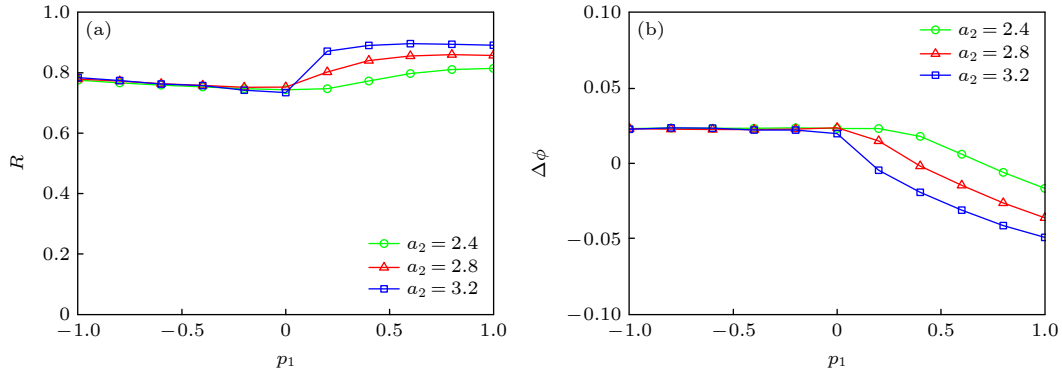 (a)
1.0
0.8
0.6
0.4
0.2
0
R
−1.0
−0.5
0
0.5
1.0
p₁
a₂ = 2.4
a₂ = 2.8
a₂ = 3.2
(b)
0.10
0.05
0
−0.05
−0.10
Δϕ
−1.0
−0.5
0
0.5
1.0
p₁
a₂ = 2.4
a₂ = 2.8
a₂ = 3.2